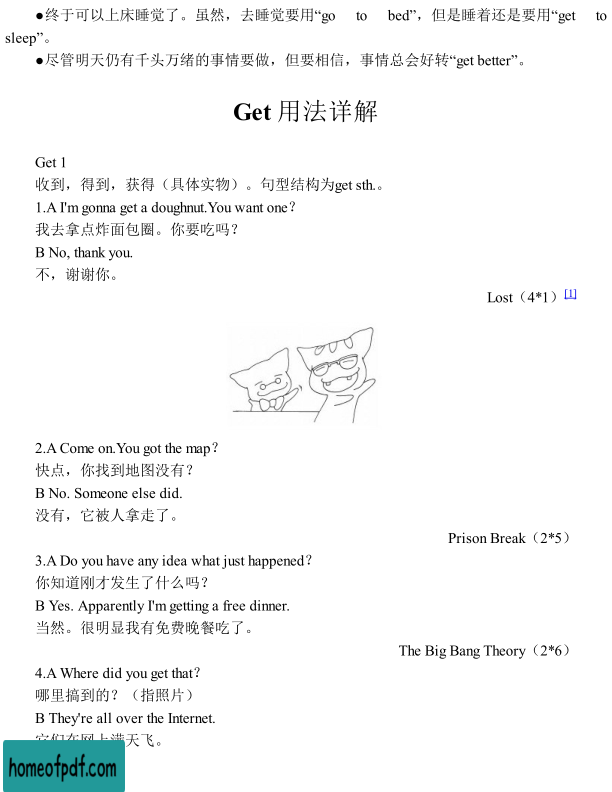 ●终于可以上床睡觉了。虽然，去睡觉要用“go to bed”，但是睡着还是要用“get to
sleep”。
●尽管明天仍有千头万绪的事情要做，但要相信，事情总会好转“get better”。
Get 用法详解
Get 1
收到，得到，获得（具体实物）。句型结构为get sth.。
1.A I'm gonna get a doughnut.You want one？
我去拿点炸面包圈。你要吃吗？
B No, thank you.
不，谢谢你。
Lost（4*1）[1]
2.A Come on.You got the map？
快点，你找到地图没有？
B No. Someone else did.
没有，它被人拿走了。
Prison Break（2*5）
3.A Do you have any idea what just happened？
你知道刚才发生了什么吗？
B Yes. Apparently I'm getting a free dinner.
当然。很明显我有免费晚餐吃了。
The Big Bang Theory（2*6）
4.A Where did you get that？
哪里搞到的？（指照片）
B They're all over the Internet.
它们在网上满天飞。
homeofpdf.com